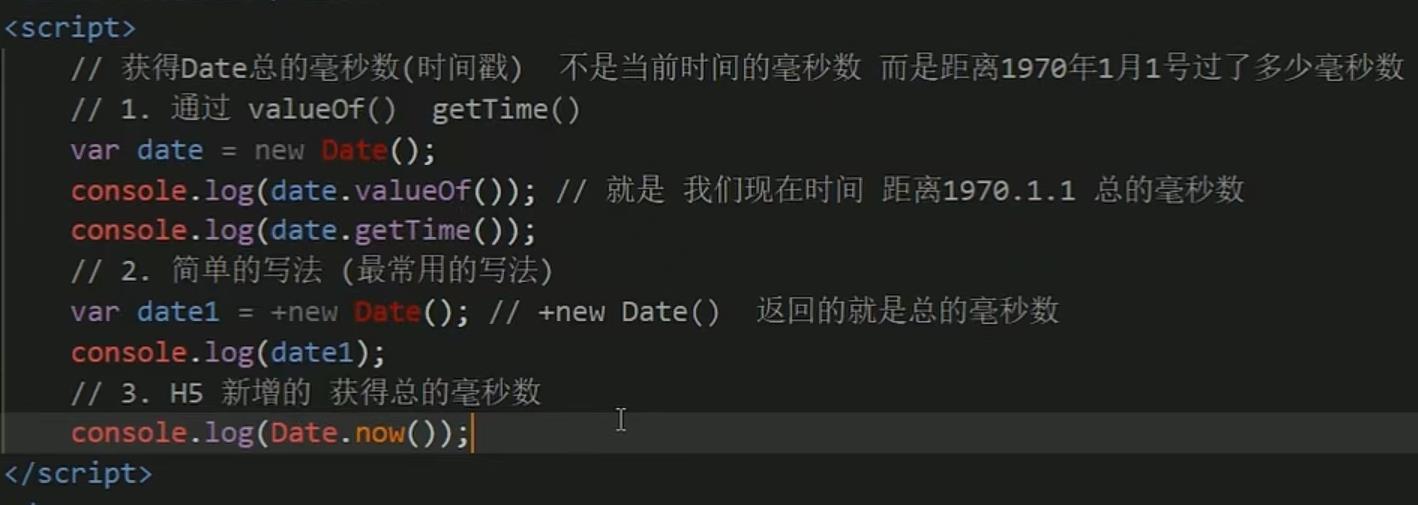 <script>
// 获得Date总的毫秒数(时间戳)  不是当前时间的毫秒数 而是距离1970年1月1号过了多少毫秒数
// 1. 通过 valueOf()  getTime()
var date = new Date();
console.log(date.valueOf()); // 就是 我们现在时间 距离1970.1.1 总的毫秒数
console.log(date.getTime());
// 2. 简单的写法 (最常用的写法)
var date1 = +new Date(); // +new Date()  返回的就是总的毫秒数
console.log(date1);
// 3. H5 新增的 获得总的毫秒数
console.log(Date.now());
</script>